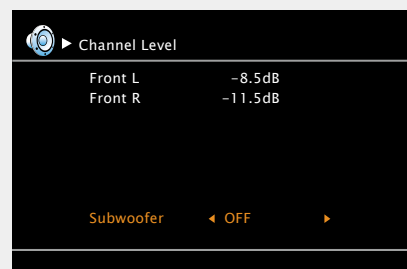 Channel Level
Front L −8.5dB
Front R −11.5dB
Subwoofer OFF